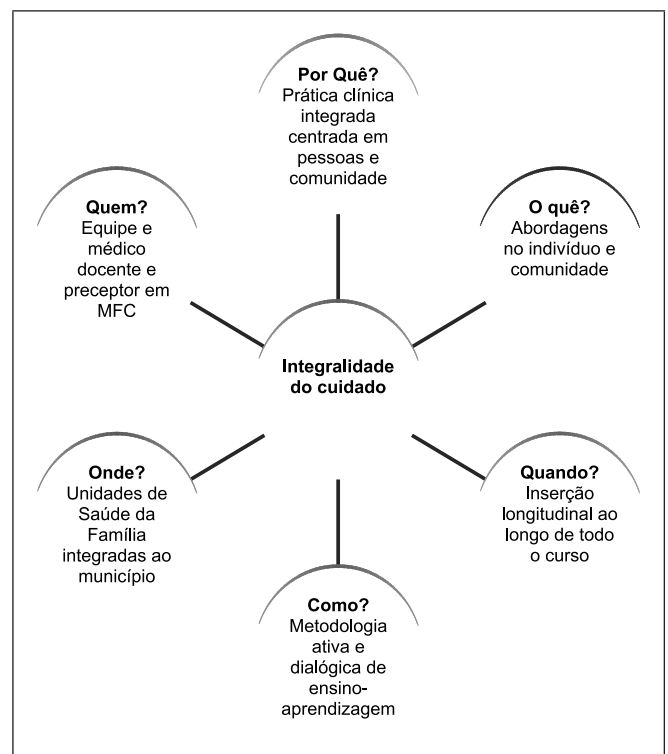 Por Quê?
Prática clínica
integrada
centrada em
pessoas e
comunidade
Quem?
Equipe e
médico
docente e
preceptor em
MFC
O quê?
Abordagens
no indivíduo e
comunidade
Integralidade
do cuidado
Onde?
Unidades de
Saúde da
Família
integradas ao
município
Quando?
Inserção
longitudinal ao
longo de todo
o curso
Como?
Metodologia
ativa e
dialógica de
ensino-
aprendizagem